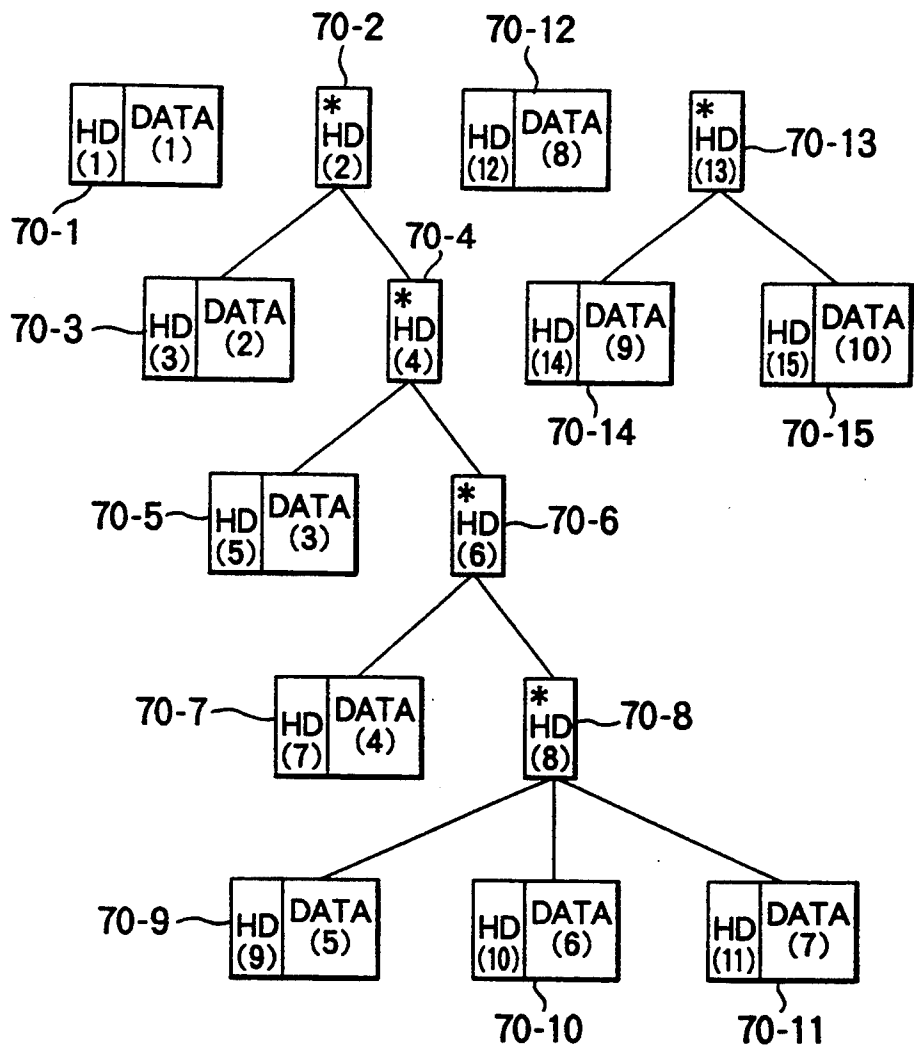 70-2
70-12
HD
(1)
DATA
(1)
*
HD
(2)
HD
(12)
DATA
(8)
*
HD
(13)
70-13
70-1
70-4
70-3
HD
(3)
DATA
(2)
*
HD
(4)
HD
(14)
DATA
(9)
HD
(15)
DATA
(10)
70-14
70-15
70-5
HD
(5)
DATA
(3)
*
HD
(6)
70-6
70-7
HD
(7)
DATA
(4)
*
HD
(8)
70-8
70-9
HD
(9)
DATA
(5)
HD
(10)
DATA
(6)
HD
(11)
DATA
(7)
70-10
70-11